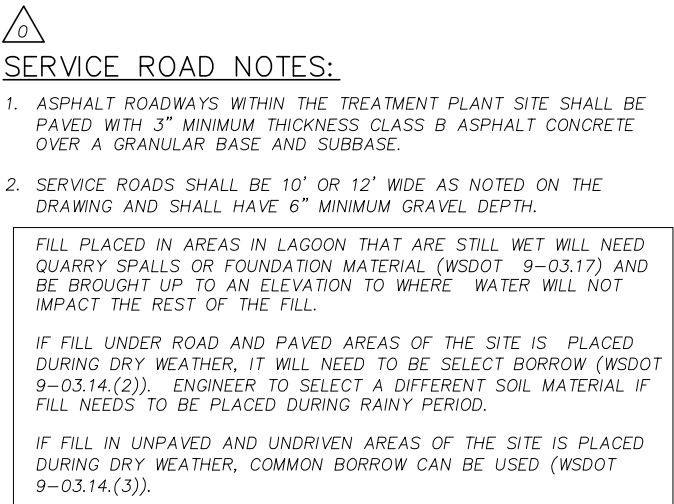 0
SERVICE ROAD NOTES:
1. ASPHALT ROADWAYS WITHIN THE TREATMENT PLANT SITE SHALL BE
PAVED WITH 3" MINIMUM THICKNESS CLASS B ASPHALT CONCRETE
OVER A GRANULAR BASE AND SUBBASE.
2. SERVICE ROADS SHALL BE 10' OR 12' WIDE AS NOTED ON THE
DRAWING AND SHALL HAVE 6" MINIMUM GRAVEL DEPTH.
FILL PLACED IN AREAS IN LAGOON THAT ARE STILL WET WILL NEED
QUARRY SPALLS OR FOUNDATION MATERIAL (WSDOT 9-03.17) AND
BE BROUGHT UP TO AN ELEVATION TO WHERE WATER WILL NOT
IMPACT THE REST OF THE FILL.
IF FILL UNDER ROAD AND PAVED AREAS OF THE SITE IS PLACED
DURING DRY WEATHER, IT WILL NEED TO BE SELECT BORROW (WSDOT
9-03.14.(2)). ENGINEER TO SELECT A DIFFERENT SOIL MATERIAL IF
FILL NEEDS TO BE PLACED DURING RAINY PERIOD.
IF FILL IN UNPAVED AND UNDRIVEN AREAS OF THE SITE IS PLACED
DURING DRY WEATHER, COMMON BORROW CAN BE USED (WSDOT
9-03.14.(3)).